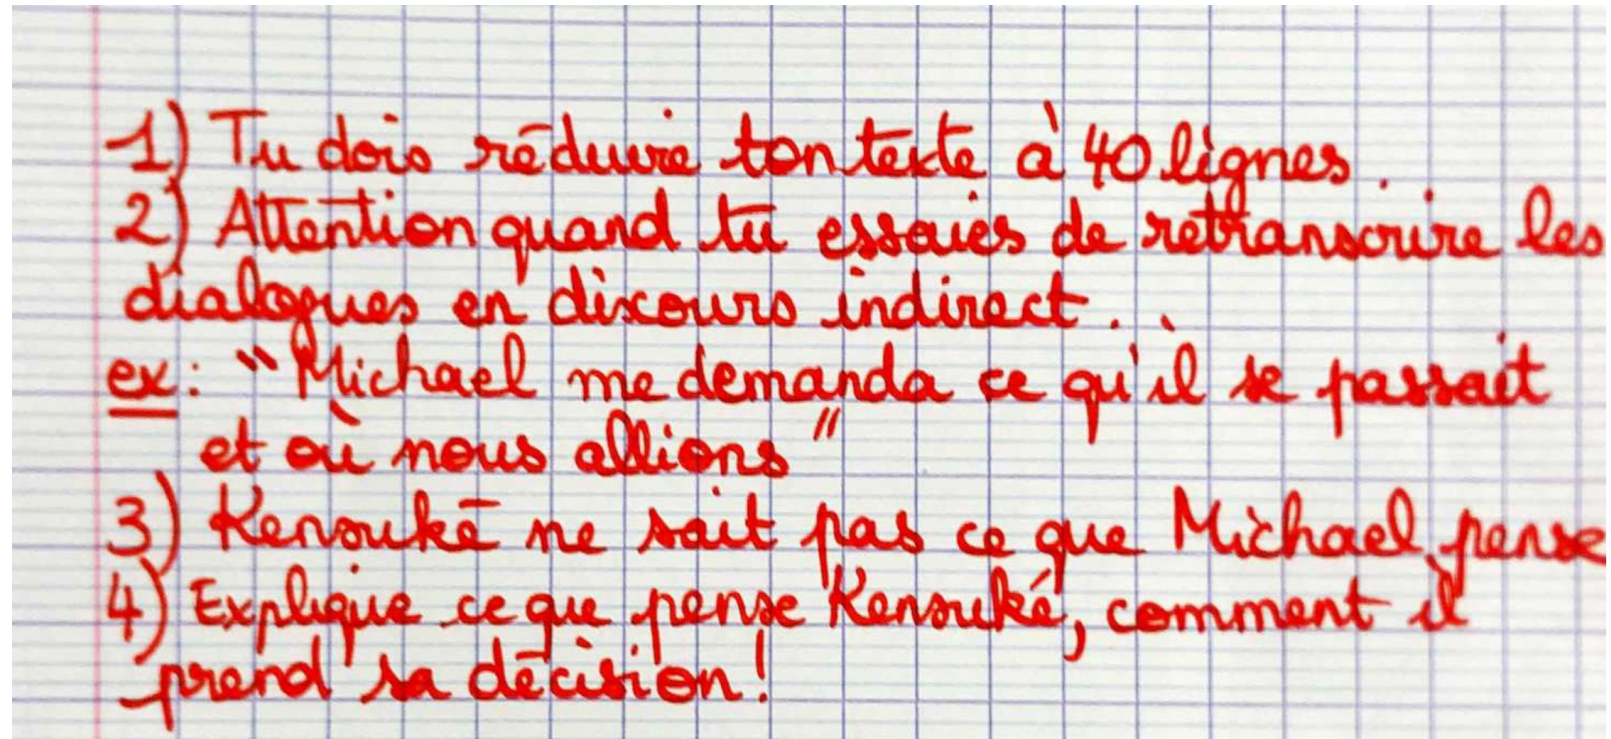 1) Tu dois réduire ton texte à 40 lignes.
2) Attention quand tu essaies de retranscrire les
dialogues en discours indirect.
ex : "Michael me demanda ce qu'il se passait
et où nous allions"
3) Kensuké ne sait pas ce que Michael pense
4) Explique ce que pense Kensuké, comment il
prend sa décision !